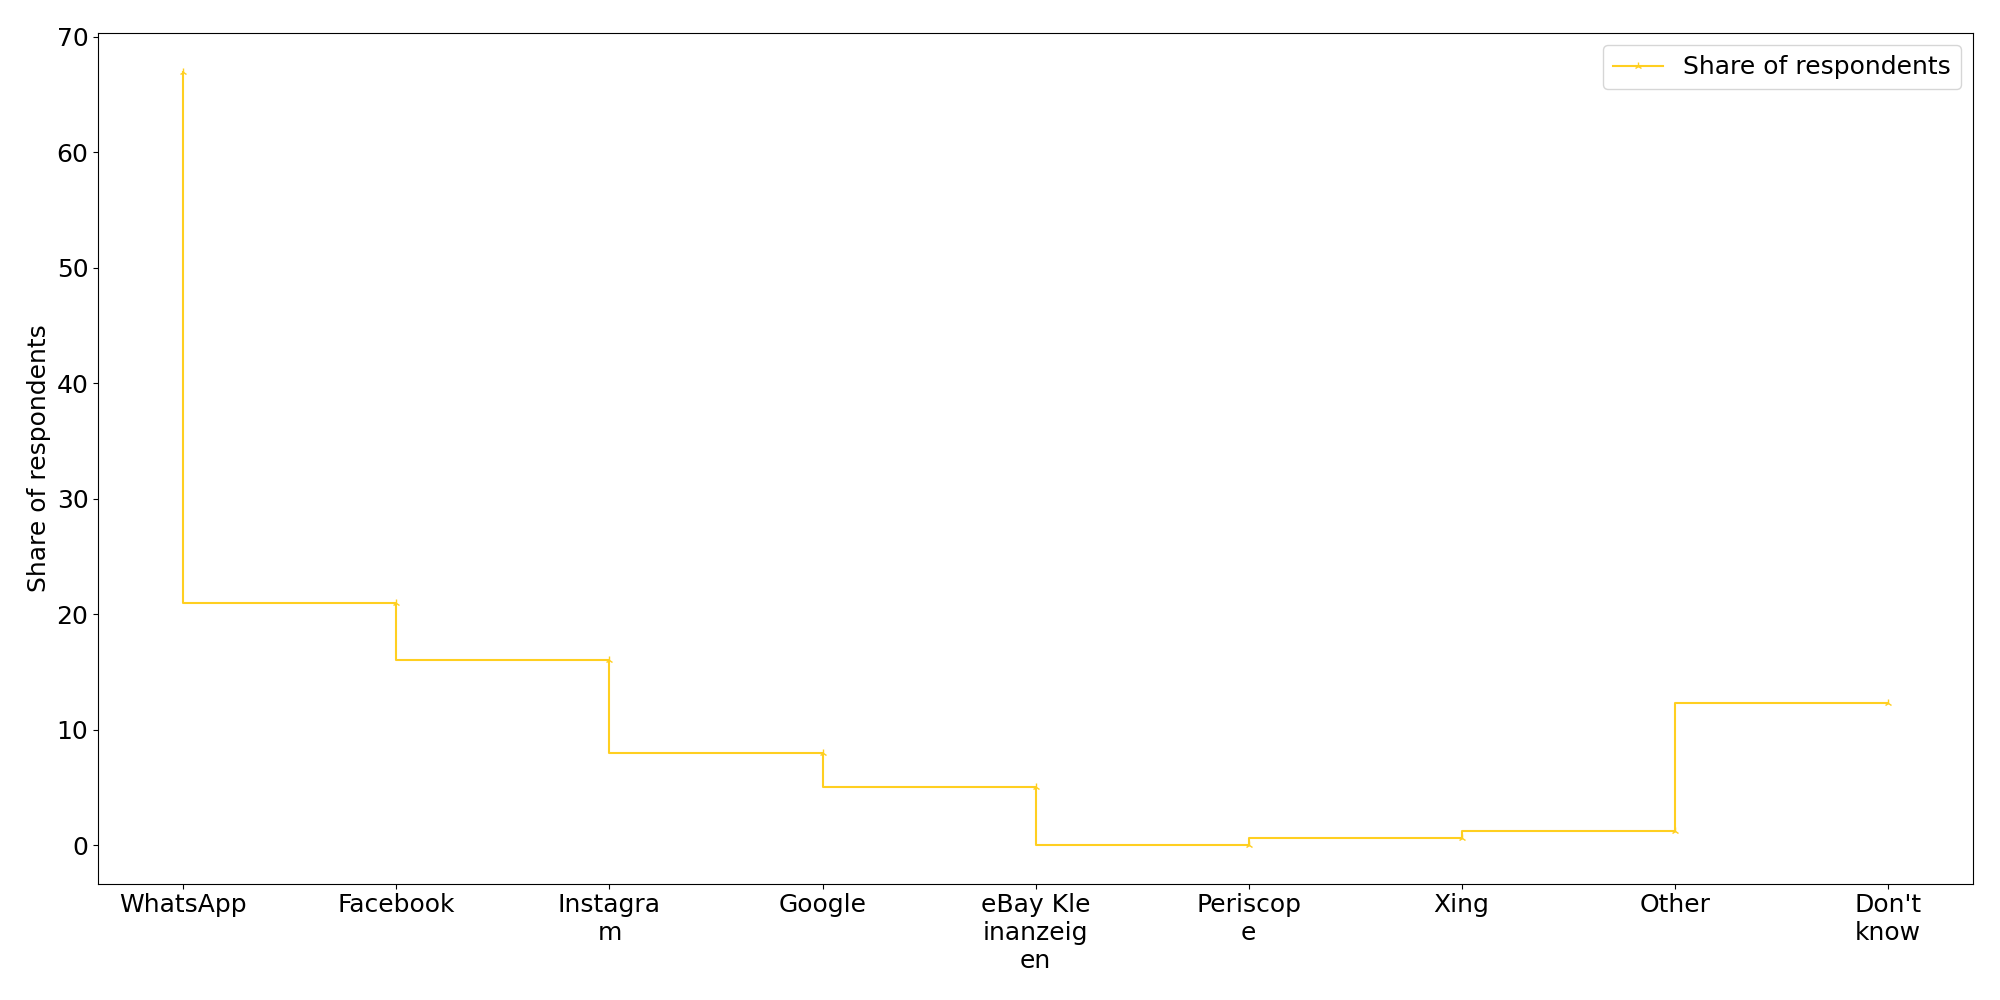 70
60
50
40
30
20
10
0
Share of respondents
Share of respondents
WhatsApp
Facebook
Instagra
m
Google
eBay Kle
inanzeig
en
Periscop
e
Xing
Other
Don't
know